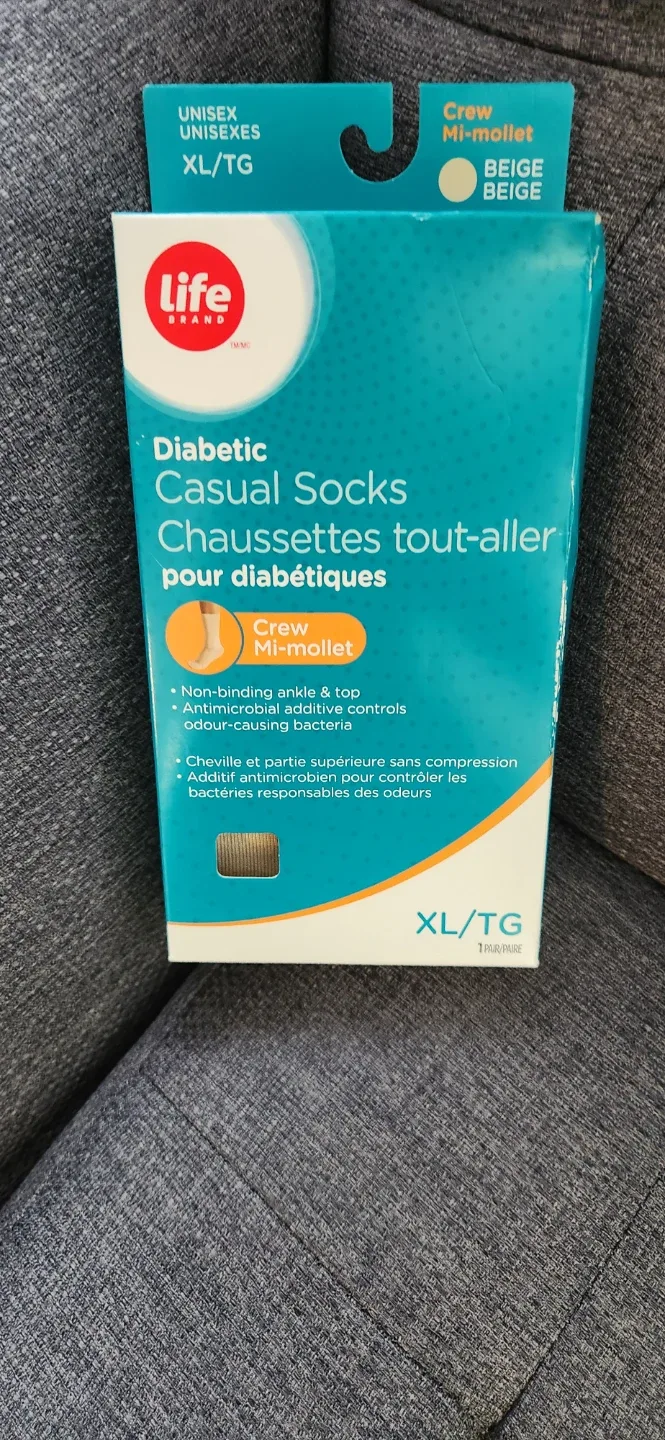 UNISEX
UNISEXES
XL/TG
Crew
Mi-mollet
BEIGE
BEIGE
life
BRAND
TM/MC
Diabetic
Casual Socks
Chaussettes tout-aller
pour diabétiques
Crew
Mi-mollet
• Non-binding ankle & top
• Antimicrobial additive controls
odour-causing bacteria
• Cheville et partie supérieure sans compression
• Additif antimicrobien pour contrôler les
bactéries responsables des odeurs
XL/TG
1 PAIR/PAIRE